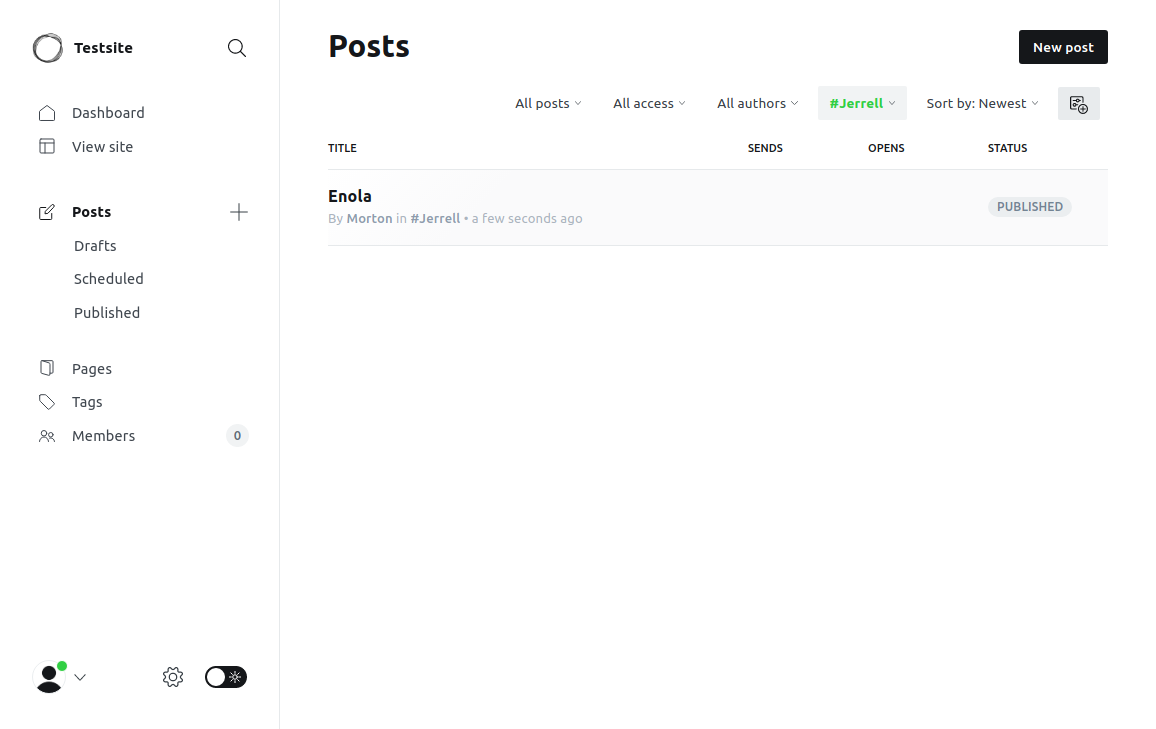 Testsite
Dashboard
View site
Posts
Drafts
Scheduled
Published
Pages
Tags
Members
0
Posts
New post
All posts
All access
All authors
#Jerrell
Sort by: Newest
TITLE
SENDS
OPENS
STATUS
Enola
By Morton in #Jerrell • a few seconds ago
PUBLISHED